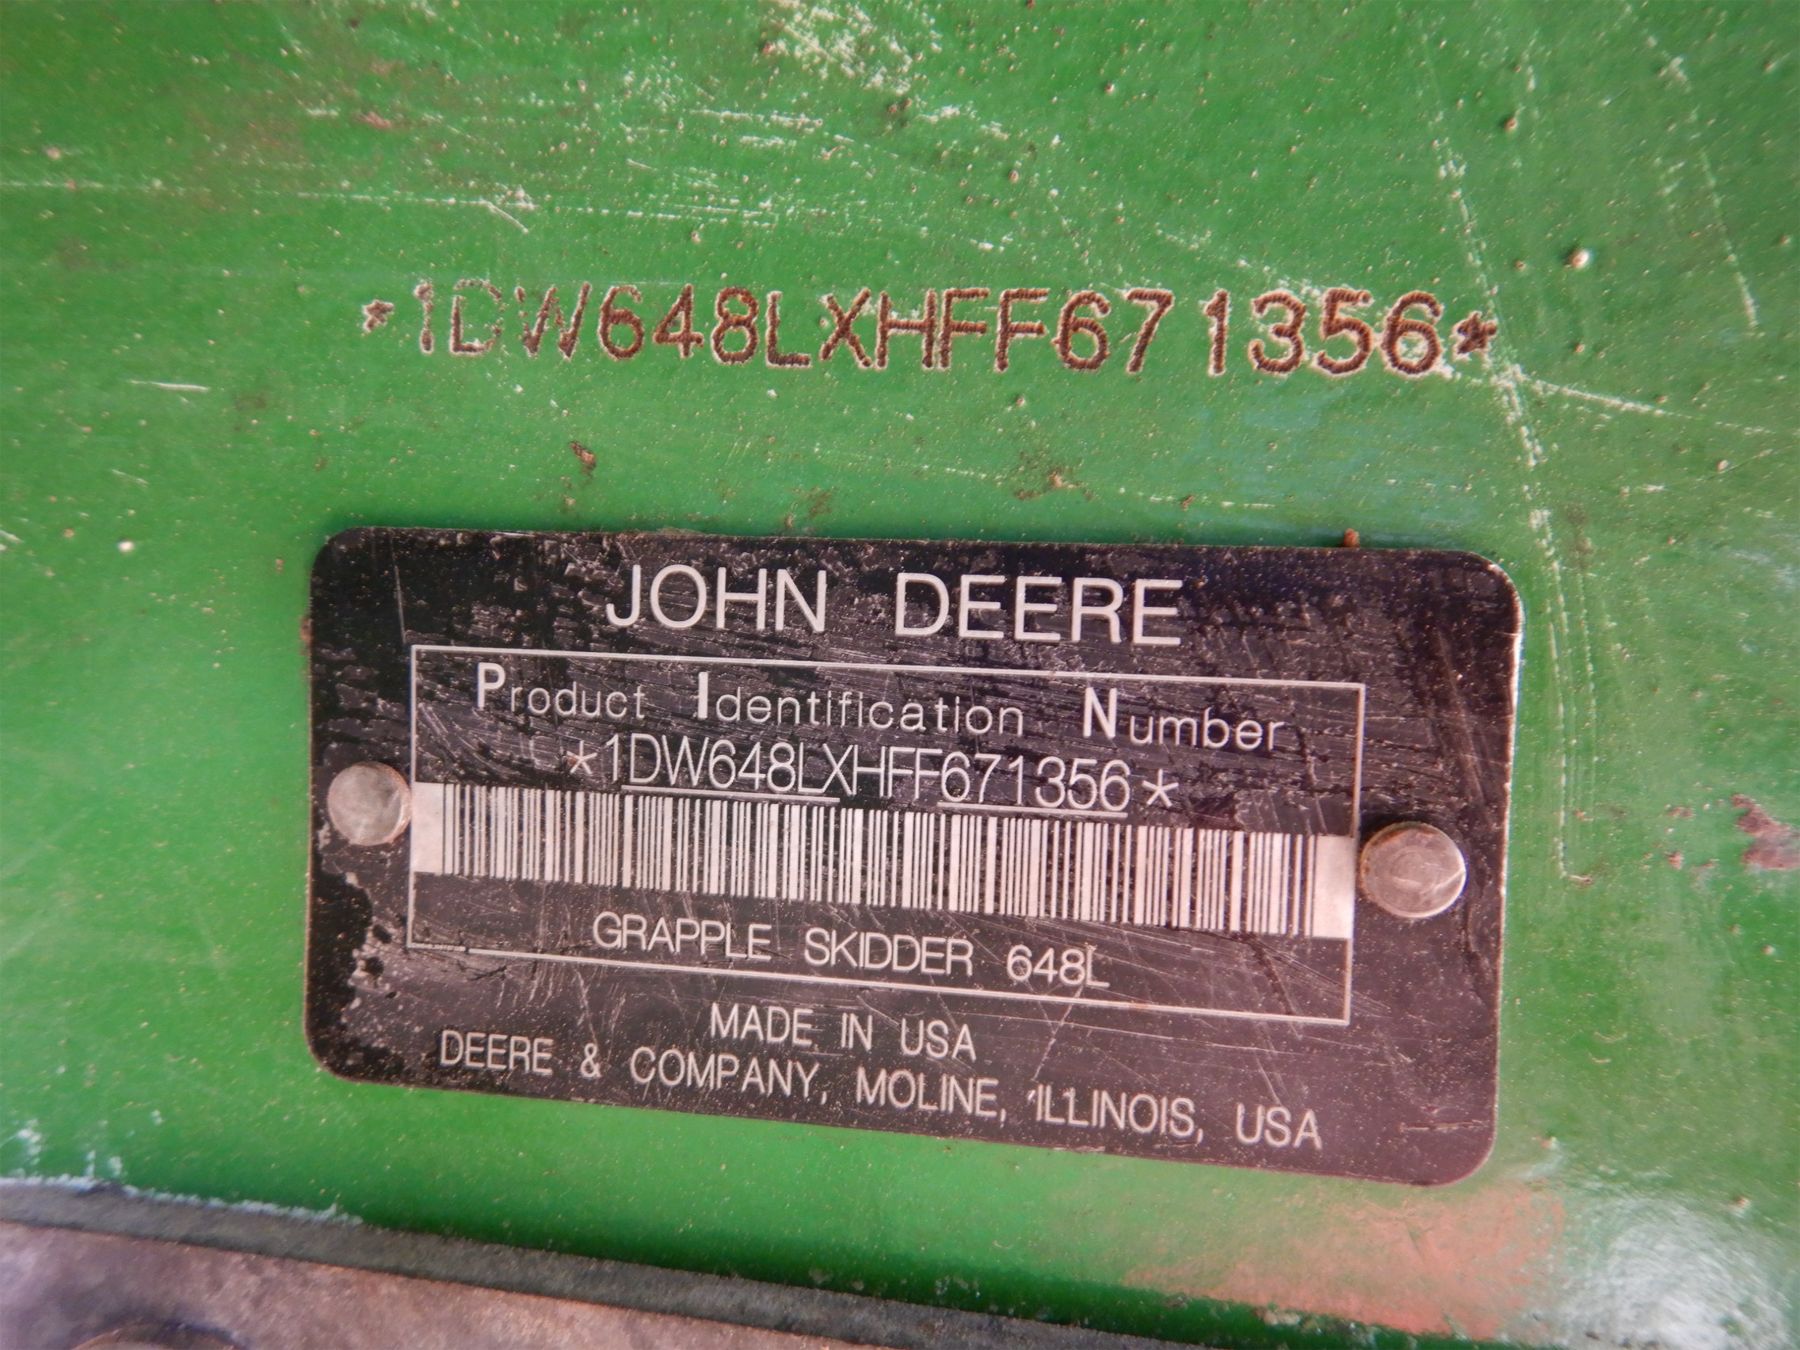 *1DW648LXHFF671356*
JOHN DEERE
Product Identification Number
*1DW648LXHFF671356*
GRAPPLE SKIDDER 648L
MADE IN USA
DEERE & COMPANY, MOLINE, ILLINOIS, USA